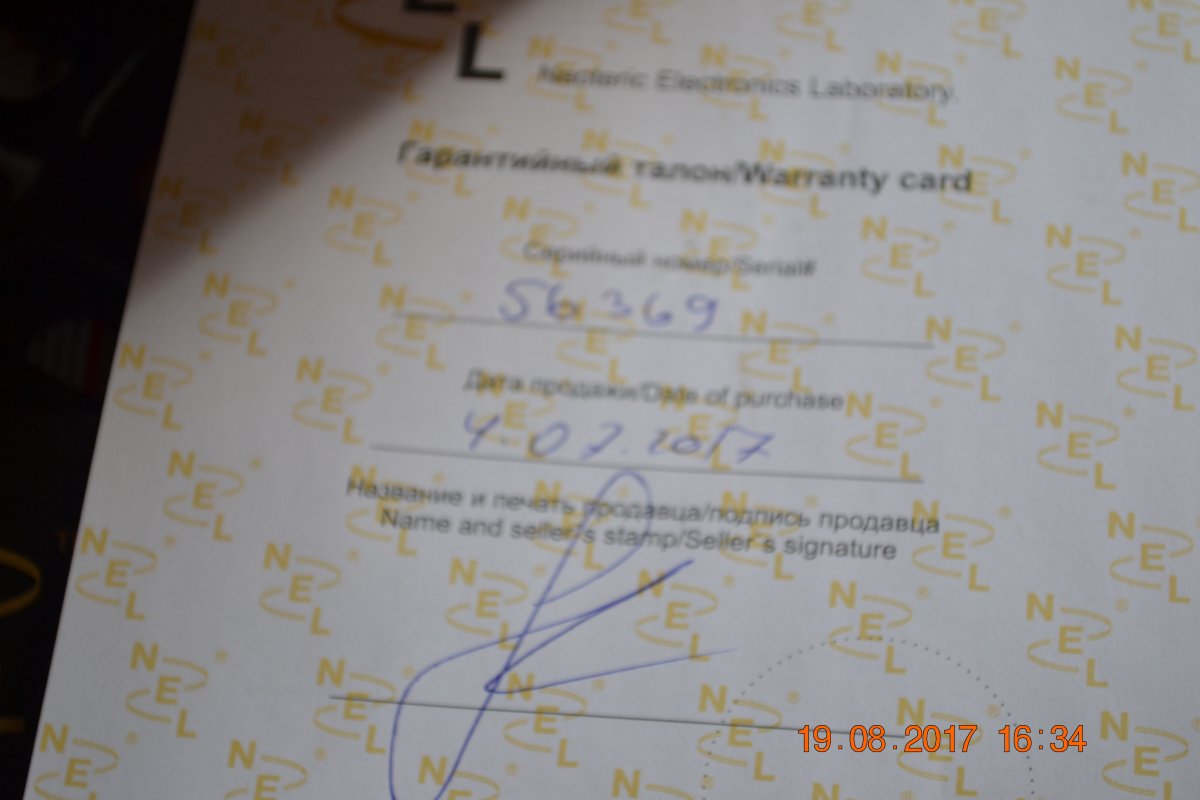 L
Neoteric Electronics Laboratory.
Гарантийный талон/Warranty card
Серийный номер/Serial#
56369
Дата продажи/Date of purchase
4.07.2017
Название и печать продавца/подпись продавца
Name and seller`s stamp/Seller`s signature
19.08.2017 16:34